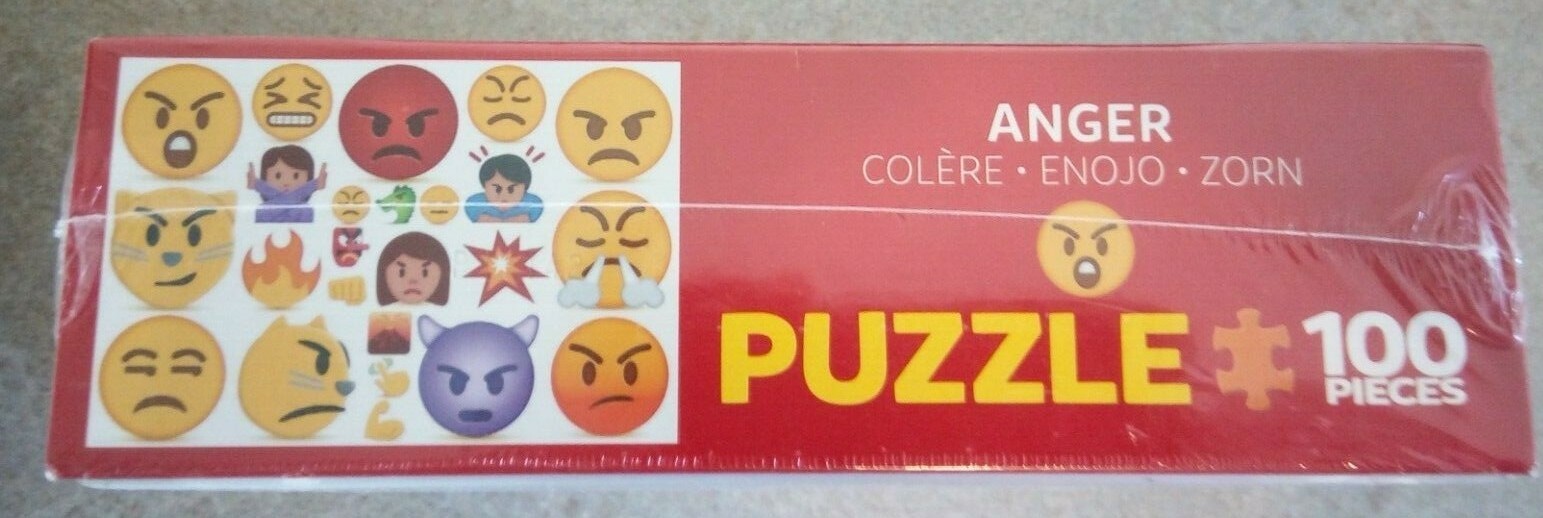 ANGER
COLÈRE • ENOJO • ZORN
PUZZLE 100
PIECES